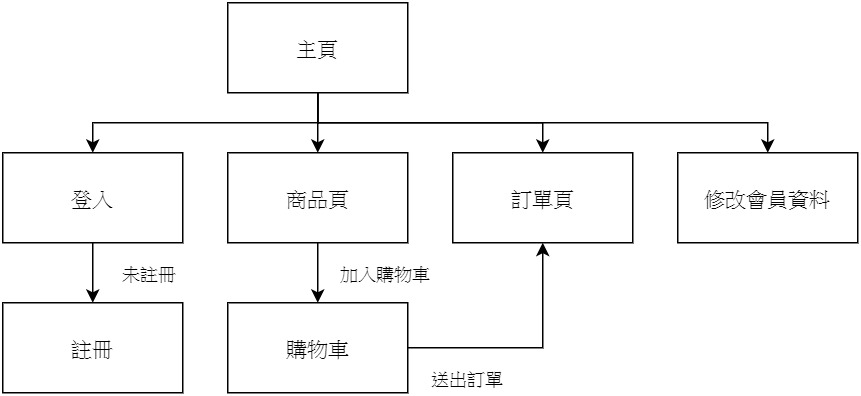 主頁
登入
商品頁
訂單頁
修改會員資料
未註冊
加入購物車
註冊
購物車
送出訂單